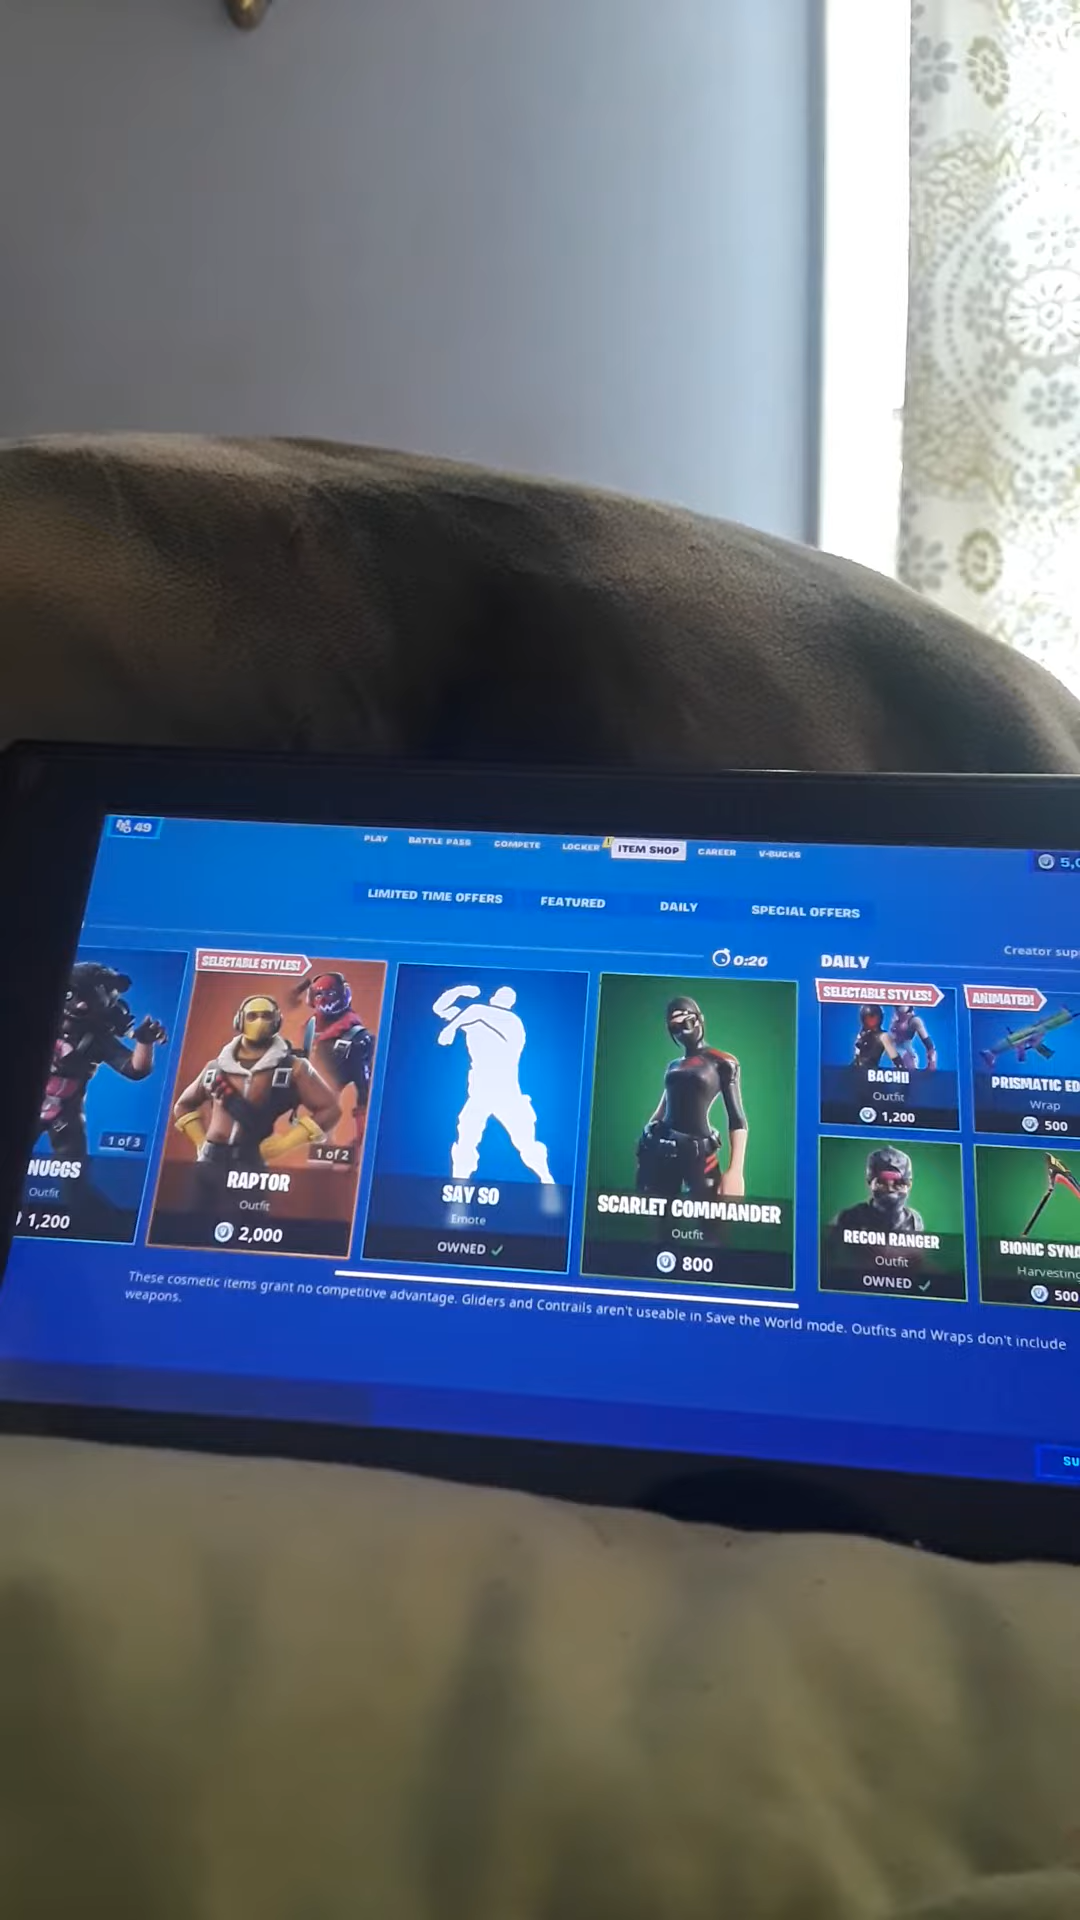 49
PLAY
BATTLE PASS
COMPETE
LOCKER
ITEM SHOP
CAREER
V-BUCKS
LIMITED TIME OFFERS
FEATURED
DAILY
SPECIAL OFFERS
0:20
DAILY
NUGGS
Outfit
1,200
1 of 3
SELECTABLE STYLES!
1 of 2
RAPTOR
Outfit
2,000
SAY SO
Emote
OWNED
SCARLET COMMANDER
Outfit
800
SELECTABLE STYLES!
BACHII
Outfit
1,200
ANIMATED!
PRISMATIC
Wrap
500
RECON RANGER
Outfit
OWNED
BIONIC
Harvesting
500
These cosmetic items grant no competitive advantage. Gliders and Contrails aren't useable in Save the World mode. Outfits and Wraps don't include
weapons.
Creator